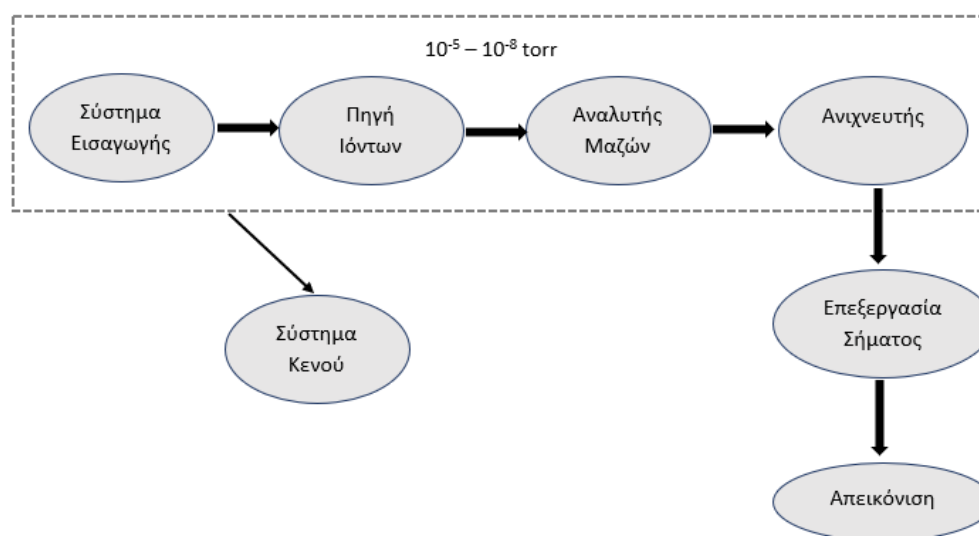 10⁻⁵ – 10⁻⁸ torr
Σύστημα
Εισαγωγής
Πηγή
Ιόντων
Αναλυτής
Μαζών
Ανιχνευτής
Σύστημα
Κενού
Επεξεργασία
Σήματος
Απεικόνιση